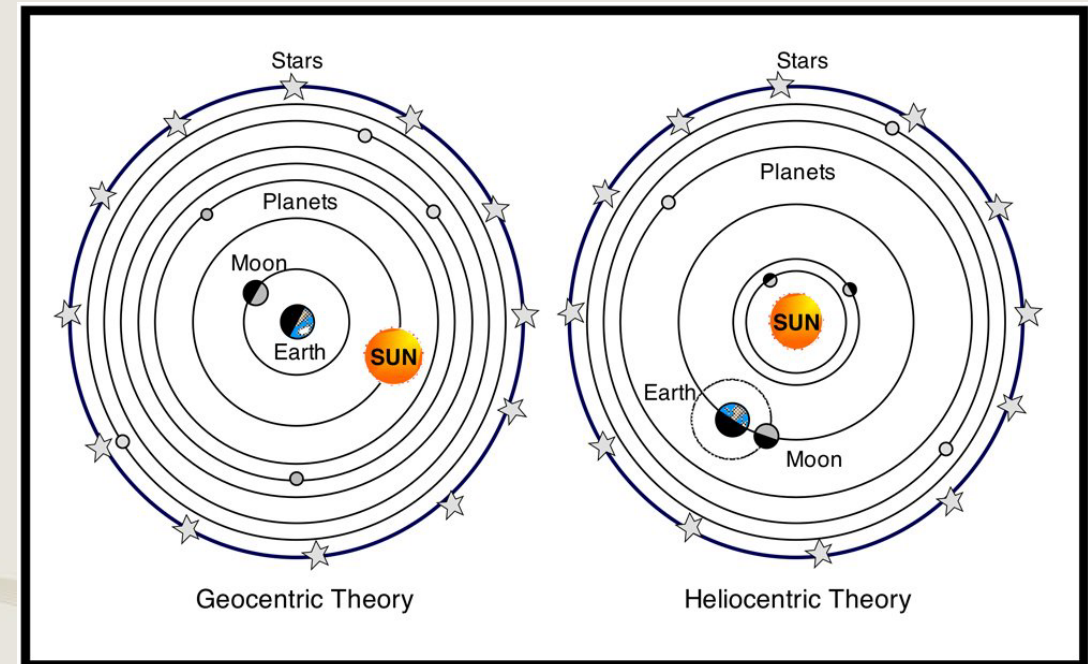 Stars
Planets
Moon
Earth
SUN
Geocentric Theory
Stars
Planets
SUN
Earth
Moon
Heliocentric Theory